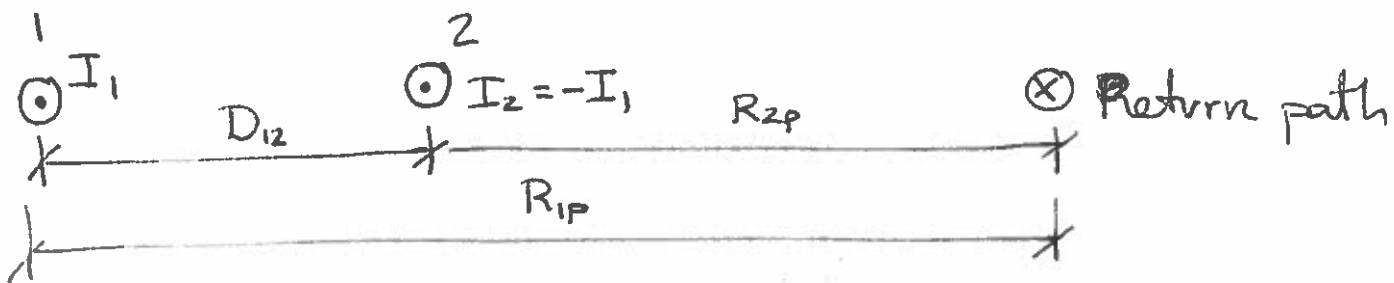 1 I₁
2 I₂ = -I₁
Return path
D₁₂
R₂ₚ
R₁ₚ